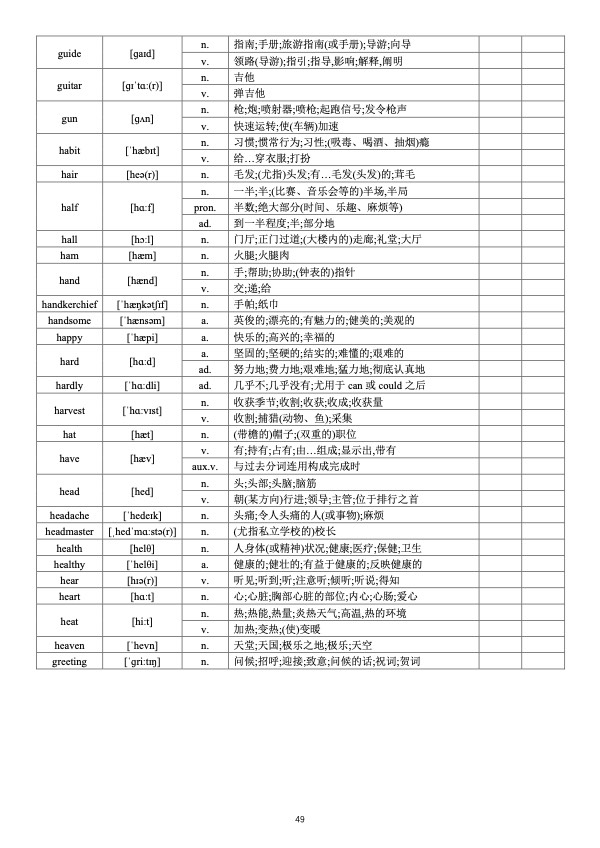 guide [ɡaɪd] n. 指南;手册;旅游指南(或手册);导游;向导
v. 领路(导游);指引;指导,影响;解释,阐明
guitar [ɡɪˈtɑ:(r)] n. 吉他
v. 弹吉他
gun [ɡʌn] n. 枪;炮;喷射器;喷枪;起跑信号;发令枪声
v. 快速运转;使(车辆)加速
habit [ˈhæbɪt] n. 习惯;惯常行为;习性;(吸毒、喝酒、抽烟)瘾
v. 给…穿衣服;打扮
hair [heə(r)] n. 毛发;(尤指)头发;有…毛发(头发)的;茸毛
half [hɑ:f] n. 一半;半;(比赛、音乐会等的)半场,半局
pron. 半数;绝大部分(时间、乐趣、麻烦等)
ad. 到一半程度;半;部分地
hall [hɔ:l] n. 门厅;正门过道;(大楼内的)走廊;礼堂;大厅
ham [hæm] n. 火腿;火腿肉
hand [hænd] n. 手;帮助;协助;(钟表的)指针
v. 交;递;给
handkerchief [ˈhæŋkətʃɪf] n. 手帕;纸巾
handsome [ˈhænsəm] a. 英俊的;漂亮的;有魅力的;健美的;美观的
happy [ˈhæpi] a. 快乐的;高兴的;幸福的
hard [hɑ:d] a. 坚固的;坚硬的;结实的;难懂的;艰难的
ad. 努力地;费力地;艰难地;猛力地;彻底认真地
hardly [ˈhɑ:dli] ad. 几乎不;几乎没有;尤用于 can 或 could 之后
harvest [ˈhɑ:vɪst] n. 收获季节;收割;收获;收成;收获量
v. 收割;捕猎(动物、鱼);采集
hat [hæt] n. (带檐的)帽子;(双重的)职位
have [hæv] v. 有;持有;占有;由…组成;显示出,带有
aux.v. 与过去分词连用构成完成时
head [hed] n. 头;头部;头脑;脑筋
v. 朝(某方向)行进;领导;主管;位于排行之首
headache [ˈhedeɪk] n. 头痛;令人头痛的人(或事物);麻烦
headmaster [ˌhedˈmɑ:stə(r)] n. (尤指私立学校的)校长
health [helθ] n. 人身体(或精神)状况;健康;医疗;保健;卫生
healthy [ˈhelθi] a. 健康的;健壮的;有益于健康的;反映健康的
hear [hɪə(r)] v. 听见;听到;听;注意听;倾听;听说;得知
heart [hɑ:t] n. 心;心脏;胸部心脏的部位;内心;心肠;爱心
heat [hi:t] n. 热;热能,热量;炎热天气;高温,热的环境
v. 加热;变热;(使)变暖
heaven [ˈhevn] n. 天堂;天国;极乐之地;极乐;天空
greeting [ˈɡri:tɪŋ] n. 问候;招呼;迎接;致意;问候的话;祝词;贺词
49